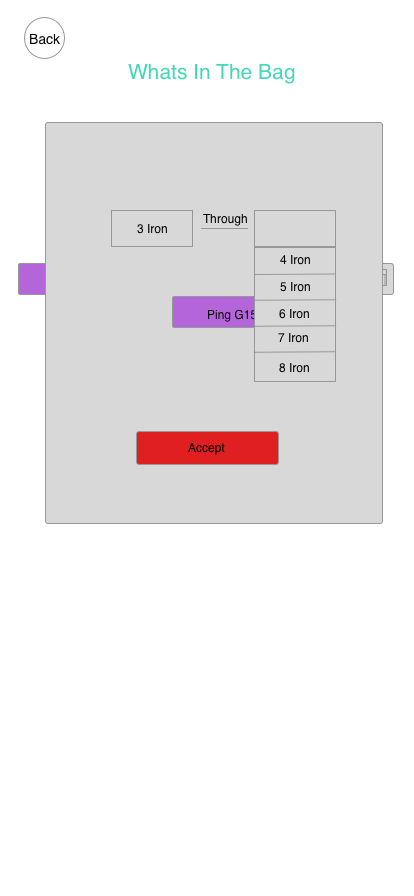 Back
Whats In The Bag
3 Iron
Through
4 Iron
5 Iron
6 Iron
7 Iron
8 Iron
Ping G15
Accept